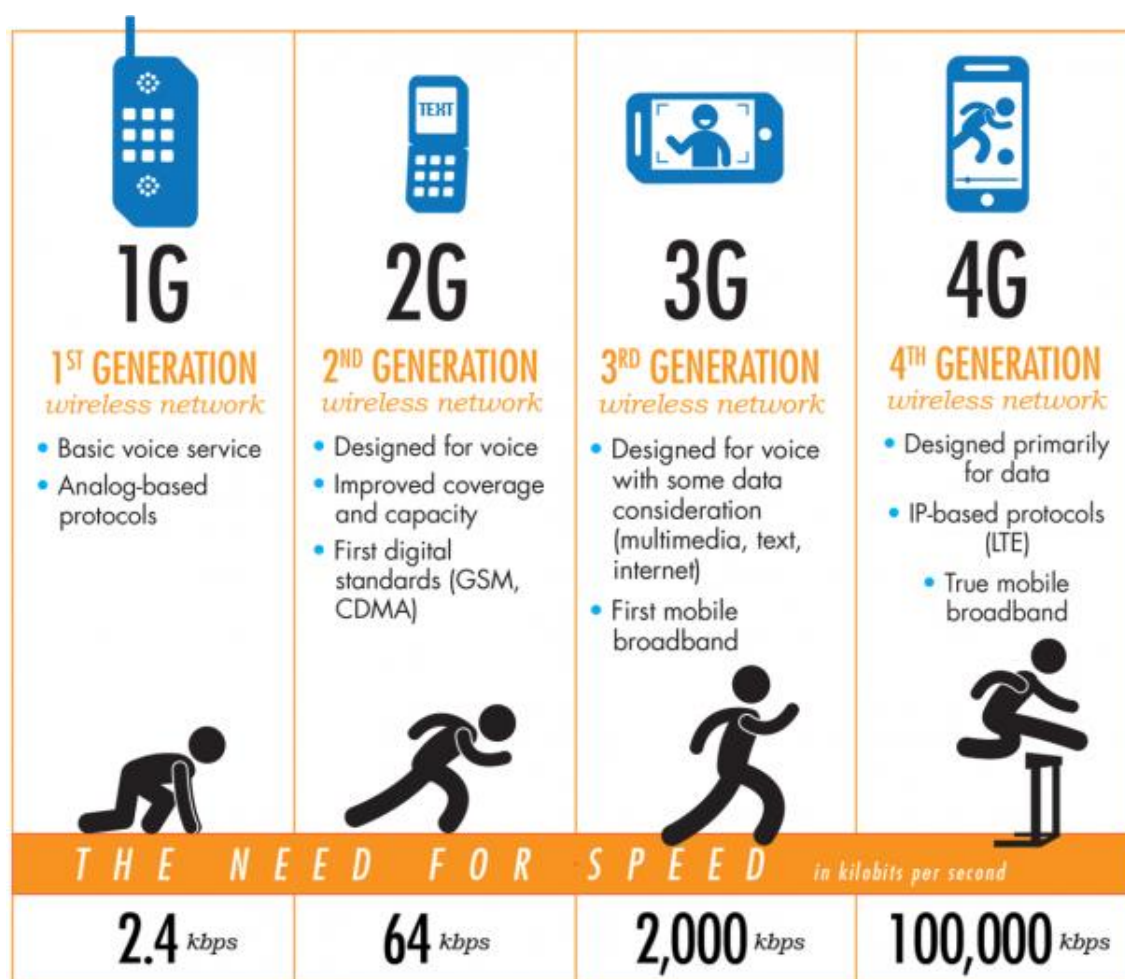 TEXT
1G
1ST GENERATION
wireless network
• Basic voice service
• Analog-based
protocols
2G
2ND GENERATION
wireless network
• Designed for voice
• Improved coverage
and capacity
• First digital
standards (GSM,
CDMA)
3G
3RD GENERATION
wireless network
• Designed for voice
with some data
consideration
(multimedia, text,
internet)
• First mobile
broadband
4G
4TH GENERATION
wireless network
• Designed primarily
for data
• IP-based protocols
(LTE)
• True mobile
broadband
THE NEED FOR SPEED in kilobits per second
2.4 kbps
64 kbps
2,000 kbps
100,000 kbps